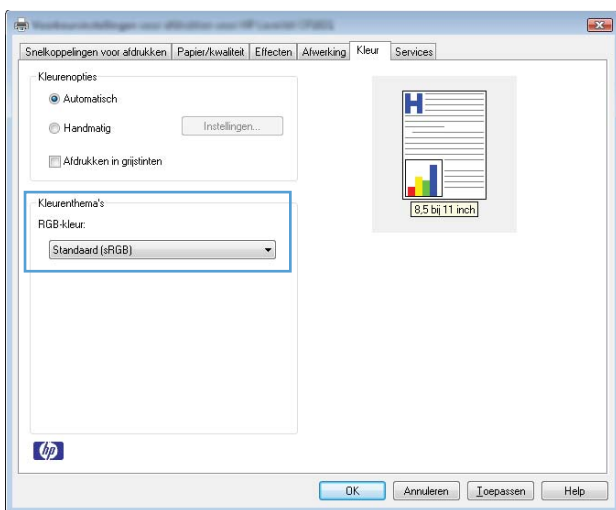 Snelkoppelingen voor afdrukken Papier/kwaliteit Effecten Afwerking Kleur Services
Kleurenopties
Automatisch
Handmatig Instellingen...
Afdrukken in grijstinten
Kleurenthema's
RGB-kleur:
Standaard (sRGB)
H
8,5 bij 11 inch
hp
OK Annuleren Toepassen Help